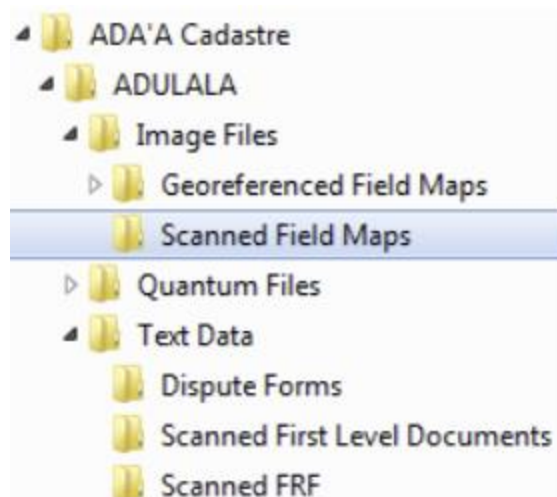 ADA'A Cadastre
ADULALA
Image Files
Georeferenced Field Maps
Scanned Field Maps
Quantum Files
Text Data
Dispute Forms
Scanned First Level Documents
Scanned FRF